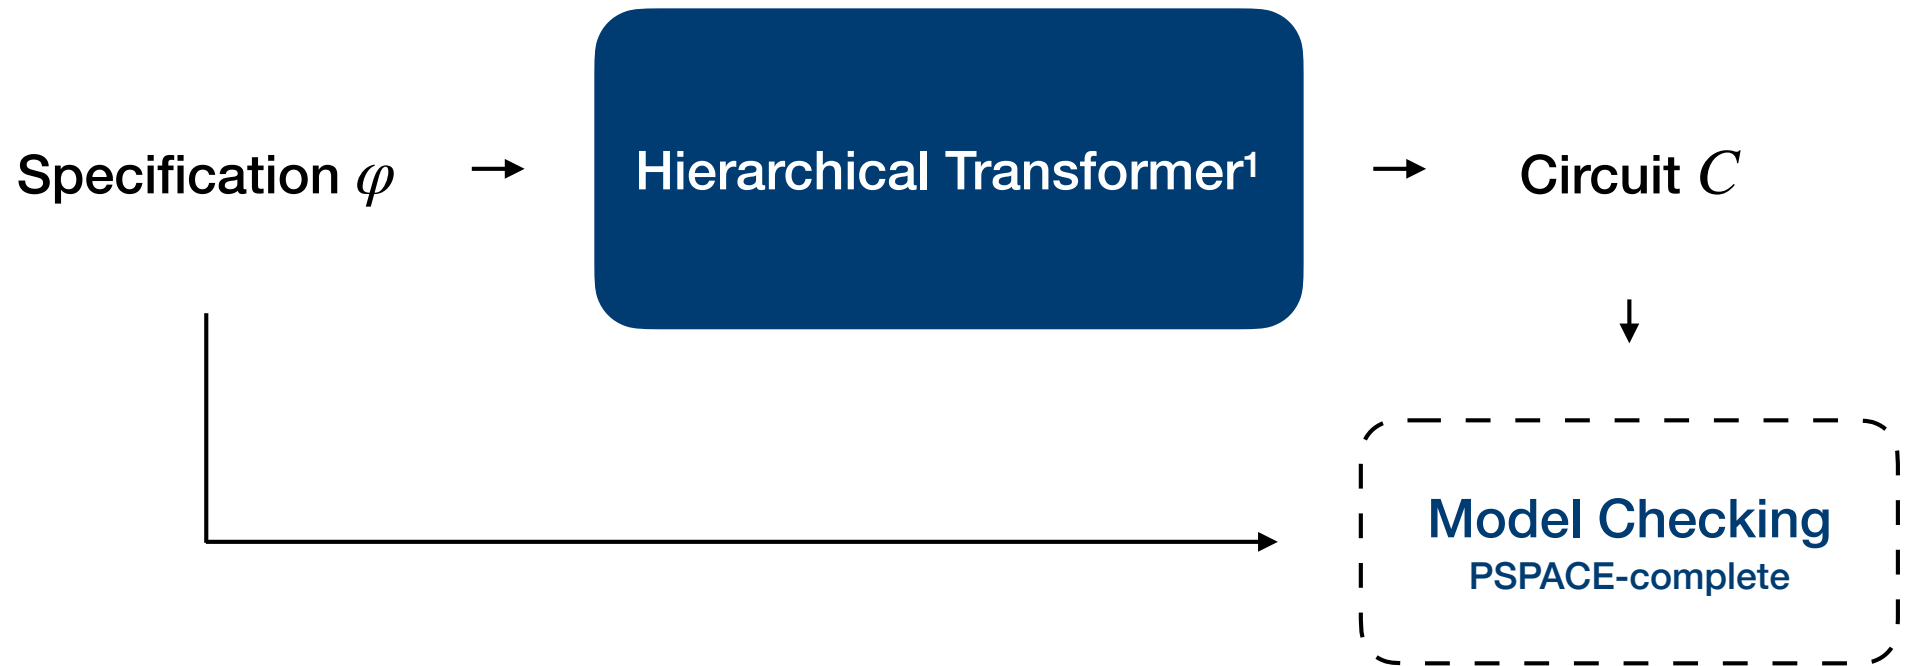 Specification φ
Hierarchical Transformer¹
Circuit C
Model Checking
PSPACE-complete